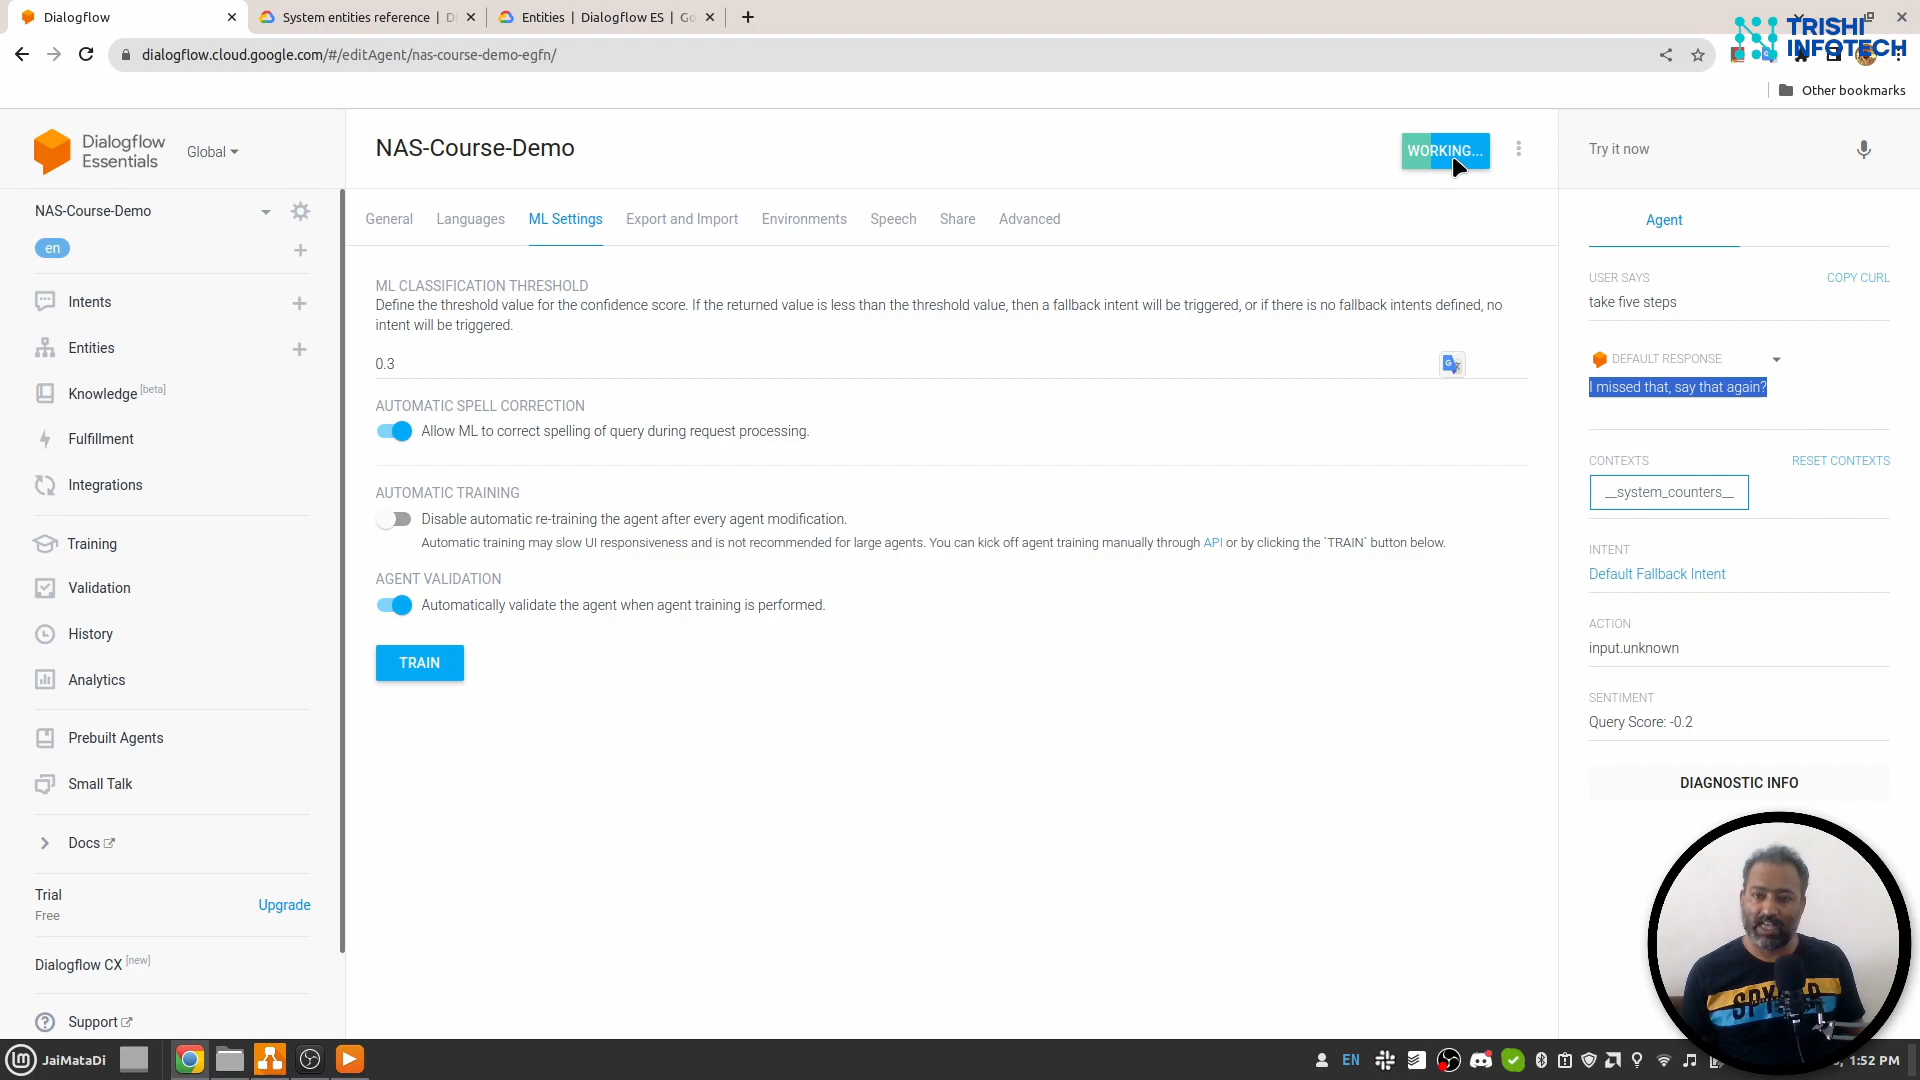 Dialogflow
System entities reference | D
Entities | Dialogflow ES | Go
TRISHI
INFOTECH
dialogflow.cloud.google.com/#/editAgent/nas-course-demo-egfn/
Other bookmarks
Dialogflow
Essentials
Global
NAS-Course-Demo
WORKING...
Try it now
NAS-Course-Demo
en
General
Languages
ML Settings
Export and Import
Environments
Speech
Share
Advanced
Agent
Intents
Entities
Knowledge [beta]
Fulfillment
Integrations
Training
Validation
History
Analytics
Prebuilt Agents
Small Talk
Docs
Trial
Free
Upgrade
Dialogflow CX [new]
Support
ML CLASSIFICATION THRESHOLD
Define the threshold value for the confidence score. If the returned value is less than the threshold value, then a fallback intent will be triggered, or if there is no fallback intents defined, no
intent will be triggered.
0.3
AUTOMATIC SPELL CORRECTION
Allow ML to correct spelling of query during request processing.
AUTOMATIC TRAINING
Disable automatic re-training the agent after every agent modification.
Automatic training may slow UI responsiveness and is not recommended for large agents. You can kick off agent training manually through API or by clicking the `TRAIN` button below.
AGENT VALIDATION
Automatically validate the agent when agent training is performed.
TRAIN
USER SAYS
COPY CURL
take five steps
DEFAULT RESPONSE
I missed that, say that again?
CONTEXTS
RESET CONTEXTS
__system_counters__
INTENT
Default Fallback Intent
ACTION
input.unknown
SENTIMENT
Query Score: -0.2
DIAGNOSTIC INFO
JaiMataDi
EN
1:52 PM